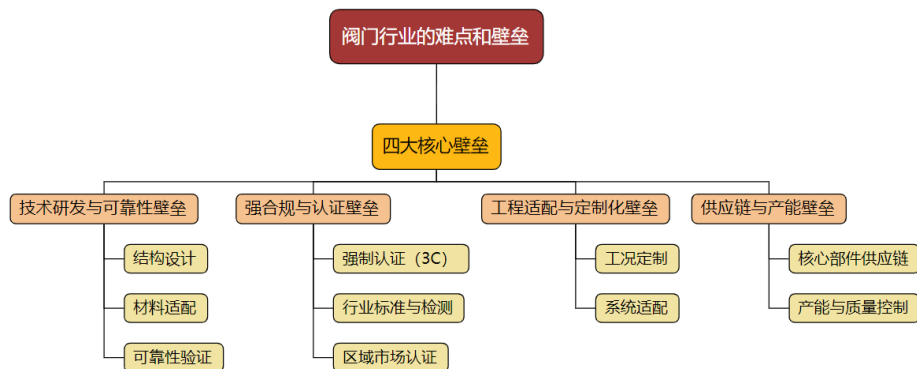 阀门行业的难点和壁垒
四大核心壁垒
技术研发与可靠性壁垒
结构设计
材料适配
可靠性验证
强合规与认证壁垒
强制认证（3C）
行业标准与检测
区域市场认证
工程适配与定制化壁垒
工况定制
系统适配
供应链与产能壁垒
核心部件供应链
产能与质量控制